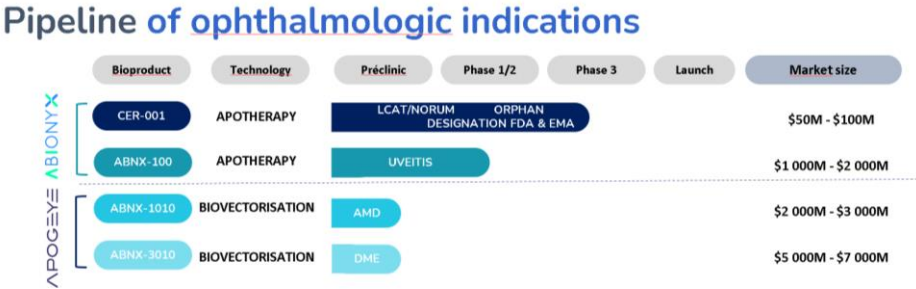 Pipeline of ophthalmologic indications
Bioproduct Technology Préclinic Phase 1/2 Phase 3 Launch Market size
ABIONYX
CER-001 APOTHERAPY LCAT/NORUM ORPHAN
DESIGNATION FDA & EMA $50M - $100M
ABNX-100 APOTHERAPY UVEITIS $1 000M - $2 000M
APOGEYE
ABNX-1010 BIOVECTORISATION AMD $2 000M - $3 000M
ABNX-3010 BIOVECTORISATION DME $5 000M - $7 000M